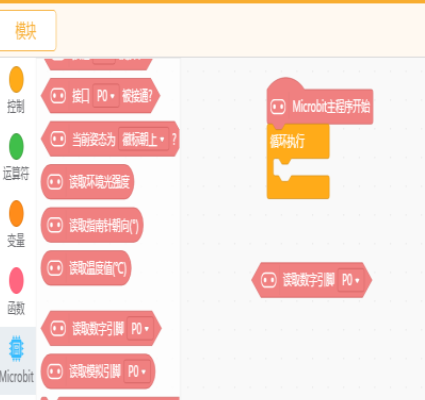 模块
控制
运算符
变量
函数
Microbit
接口 P0 被接通?
当前姿态为 徽标朝上 ?
读取环境光强度
读取指南针朝向(°)
读取温度值(℃)
读取数字引脚 P0
读取模拟引脚 P0
Microbit主程序开始
循环执行
读取数字引脚 P0